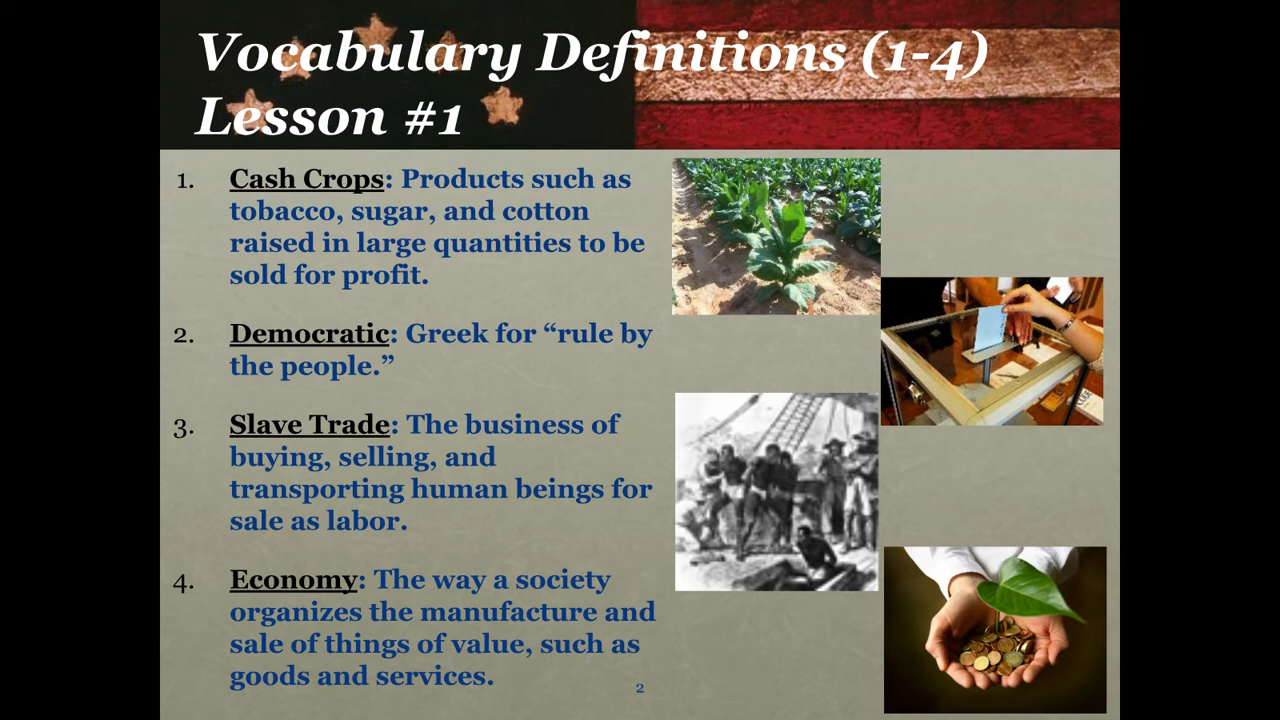 Vocabulary Definitions (1-4)
Lesson #1
1. Cash Crops: Products such as
tobacco, sugar, and cotton
raised in large quantities to be
sold for profit.
2. Democratic: Greek for “rule by
the people.”
3. Slave Trade: The business of
buying, selling, and
transporting human beings for
sale as labor.
4. Economy: The way a society
organizes the manufacture and
sale of things of value, such as
goods and services.
2